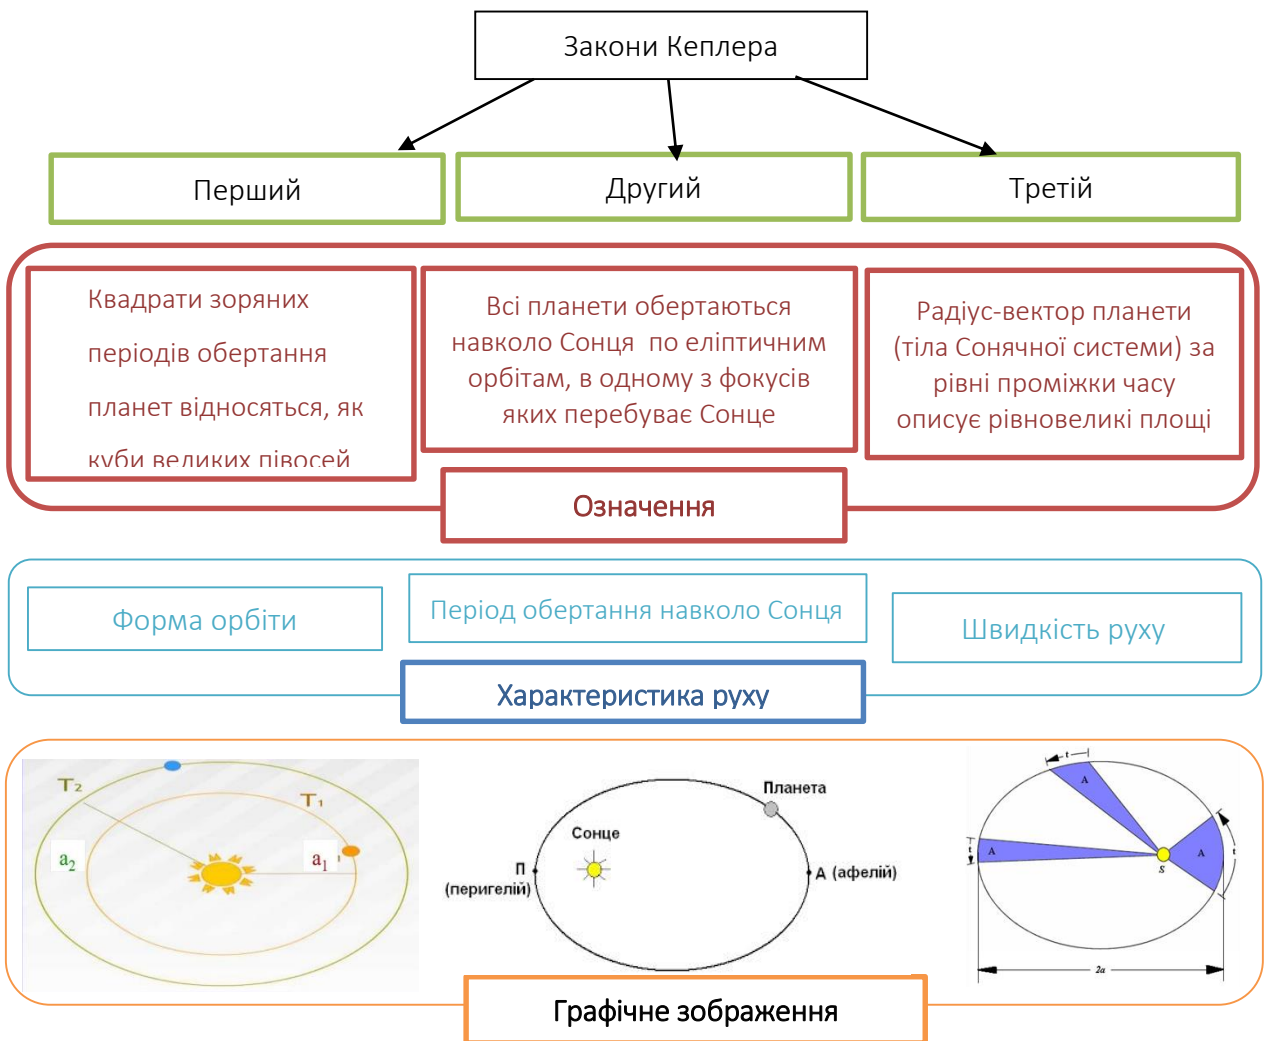 Закони Кеплера
Перший
Другий
Третій
Квадрати зоряних
періодів обертання
планет відносяться, як
куби великих півосей
Всі планети обертаються
навколо Сонця по еліптичним
орбітам, в одному з фокусів
яких перебуває Сонце
Радіус-вектор планети
(тіла Сонячної системи) за
рівні проміжки часу
описує рівновеликі площі
Означення
Форма орбіти
Період обертання навколо Сонця
Швидкість руху
Характеристика руху
T₂
T₁
a₂
a₁
Планета
Сонце
П
(перигелій)
А (афелій)
t
A
t
A
A
t
S
2a
Графічне зображення